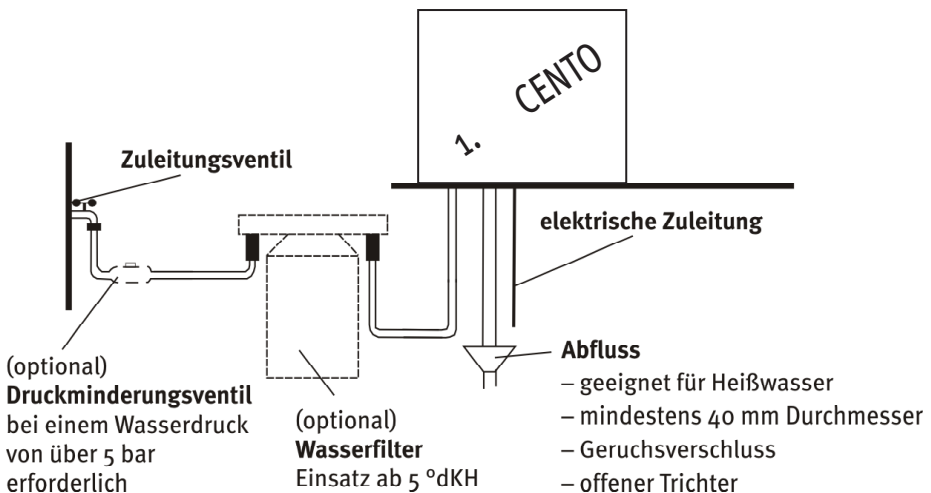 1. CENTO
Zuleitungsventil
elektrische Zuleitung
(optional)
Druckminderungsventil
bei einem Wasserdruck
von über 5 bar
erforderlich
(optional)
Wasserfilter
Einsatz ab 5 °dKH
Abfluss
– geeignet für Heißwasser
– mindestens 40 mm Durchmesser
– Geruchsverschluss
– offener Trichter